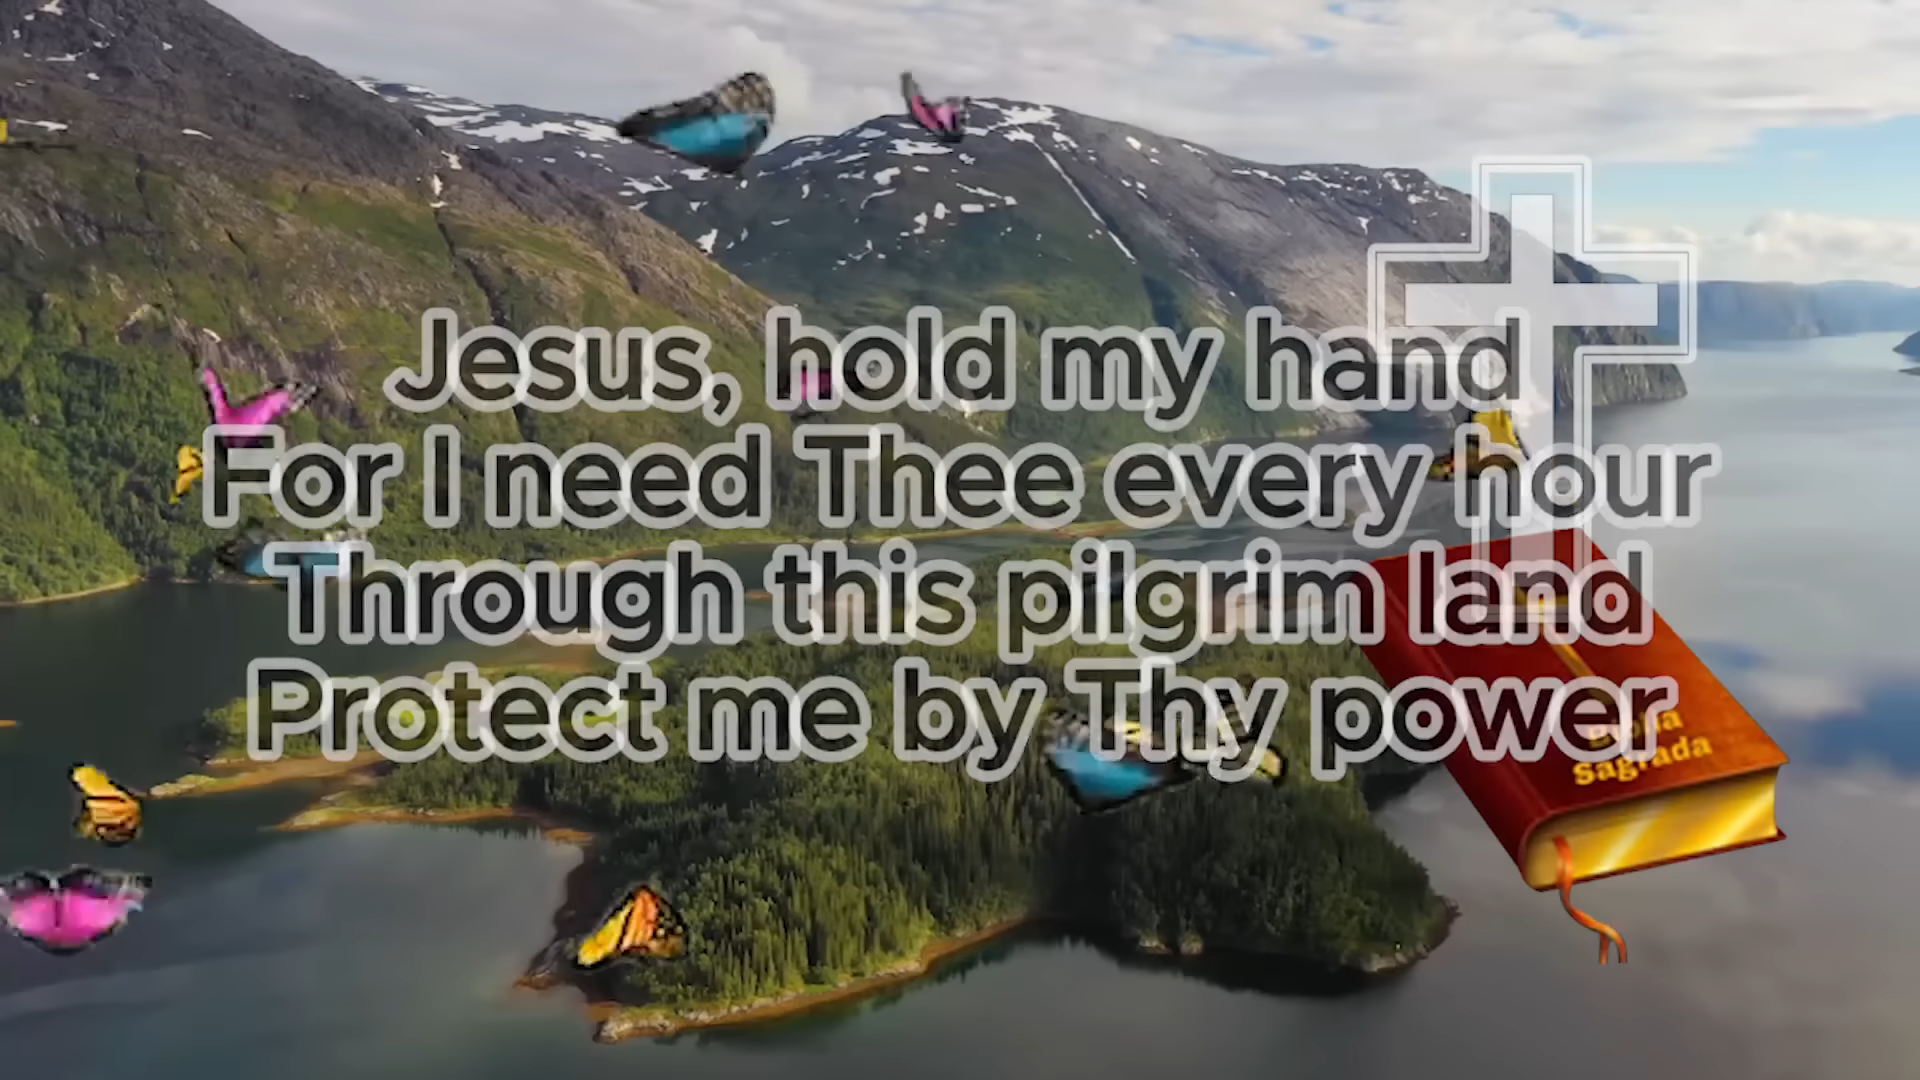 Jesus, hold my hand
For I need Thee every hour
Through this pilgrim land
Protect me by Thy power
Sagrada